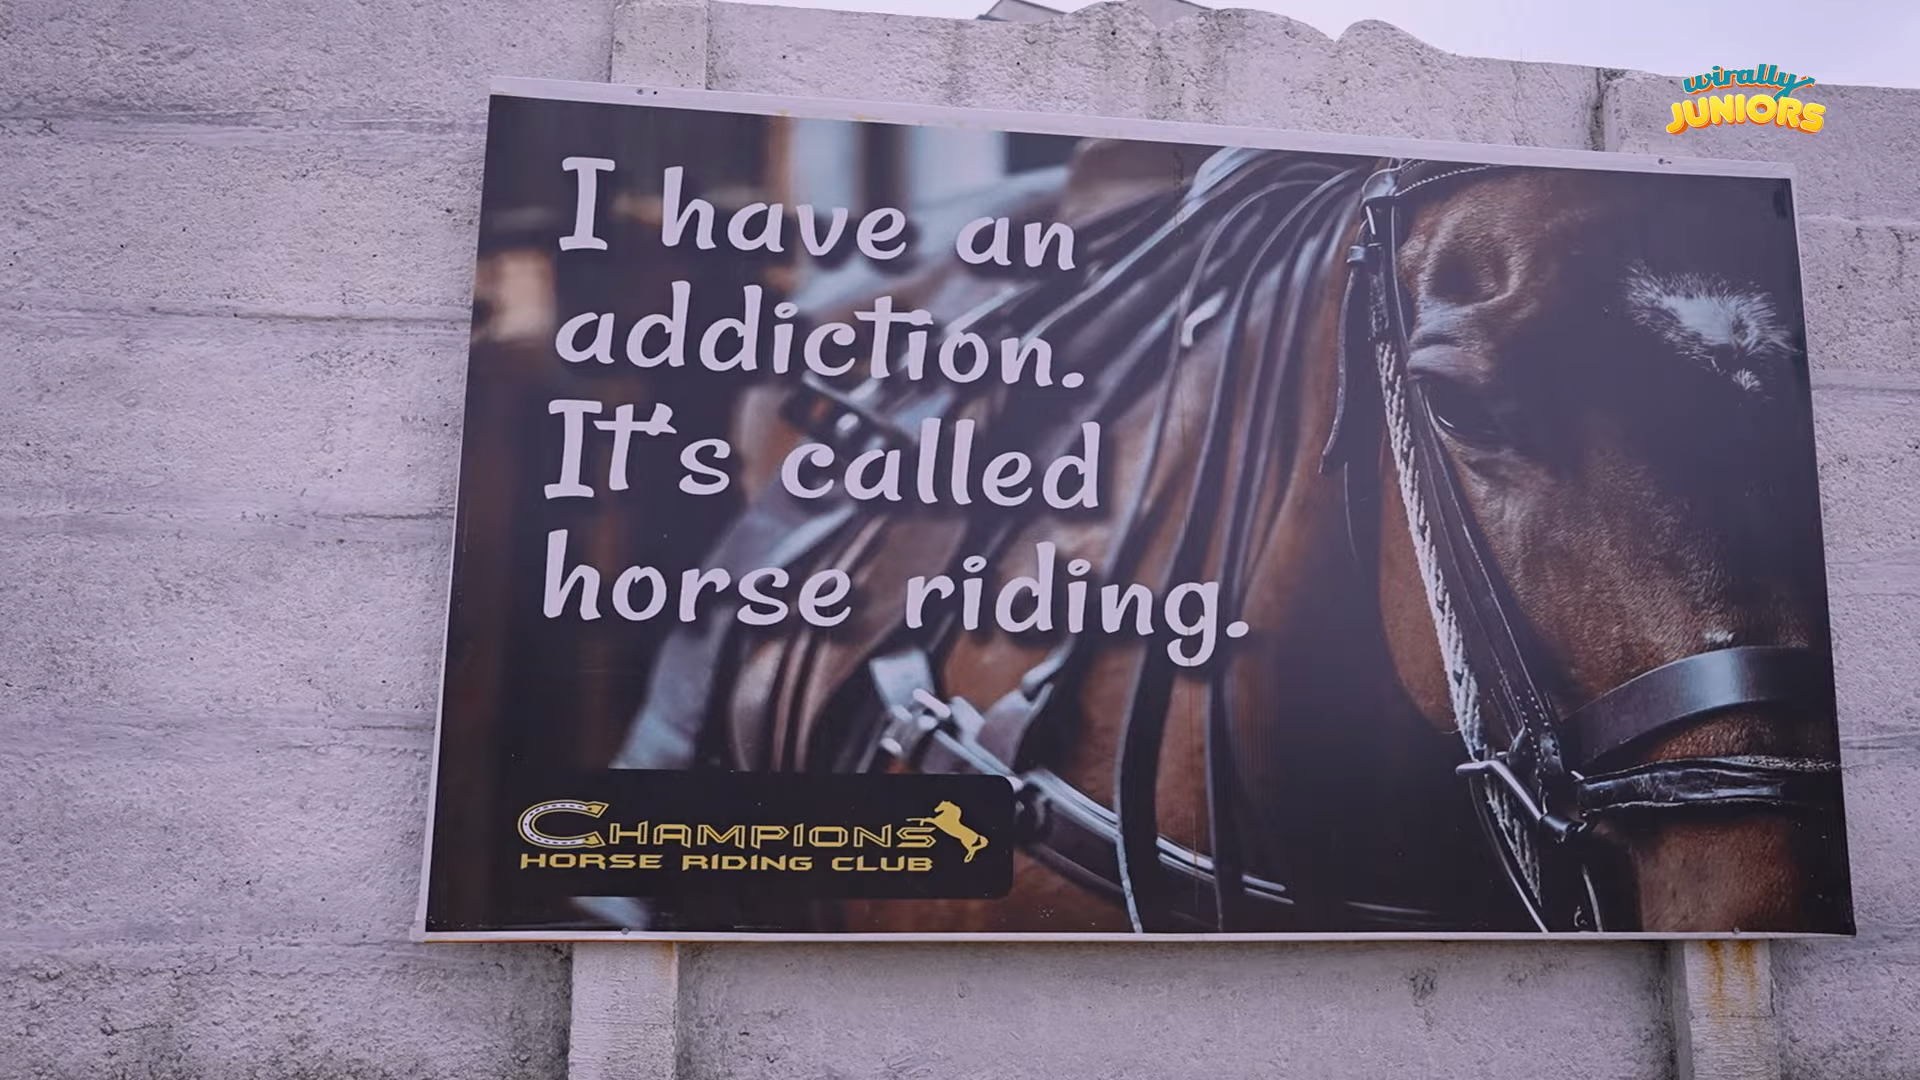 wirally
JUNIORS
I have an
addiction.
It's called
horse riding.
CHAMPIONS
HORSE RIDING CLUB